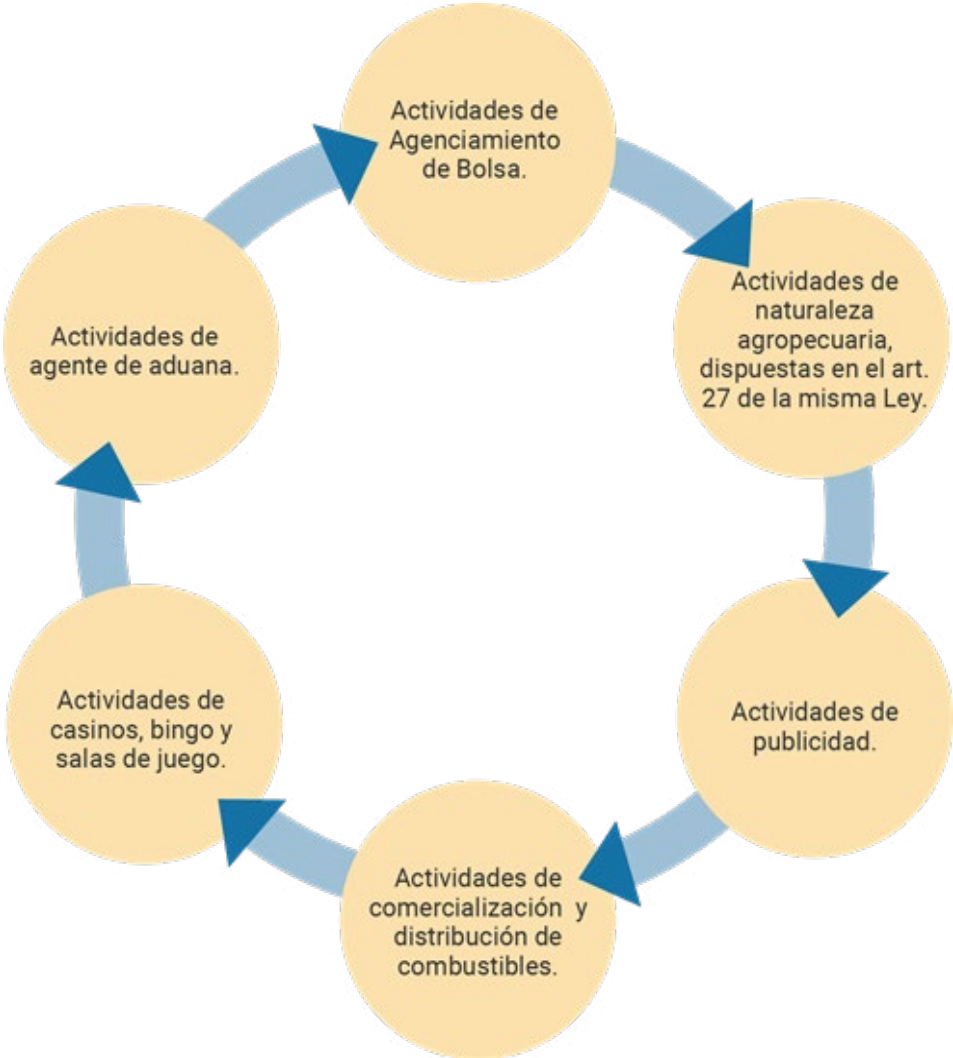 Actividades de
Agenciamiento
de Bolsa.
Actividades de
naturaleza
agropecuaria,
dispuestas en el art.
27 de la misma Ley.
Actividades de
publicidad.
Actividades de
comercialización y
distribución de
combustibles.
Actividades de
casinos, bingo y
salas de juego.
Actividades de
agente de aduana.